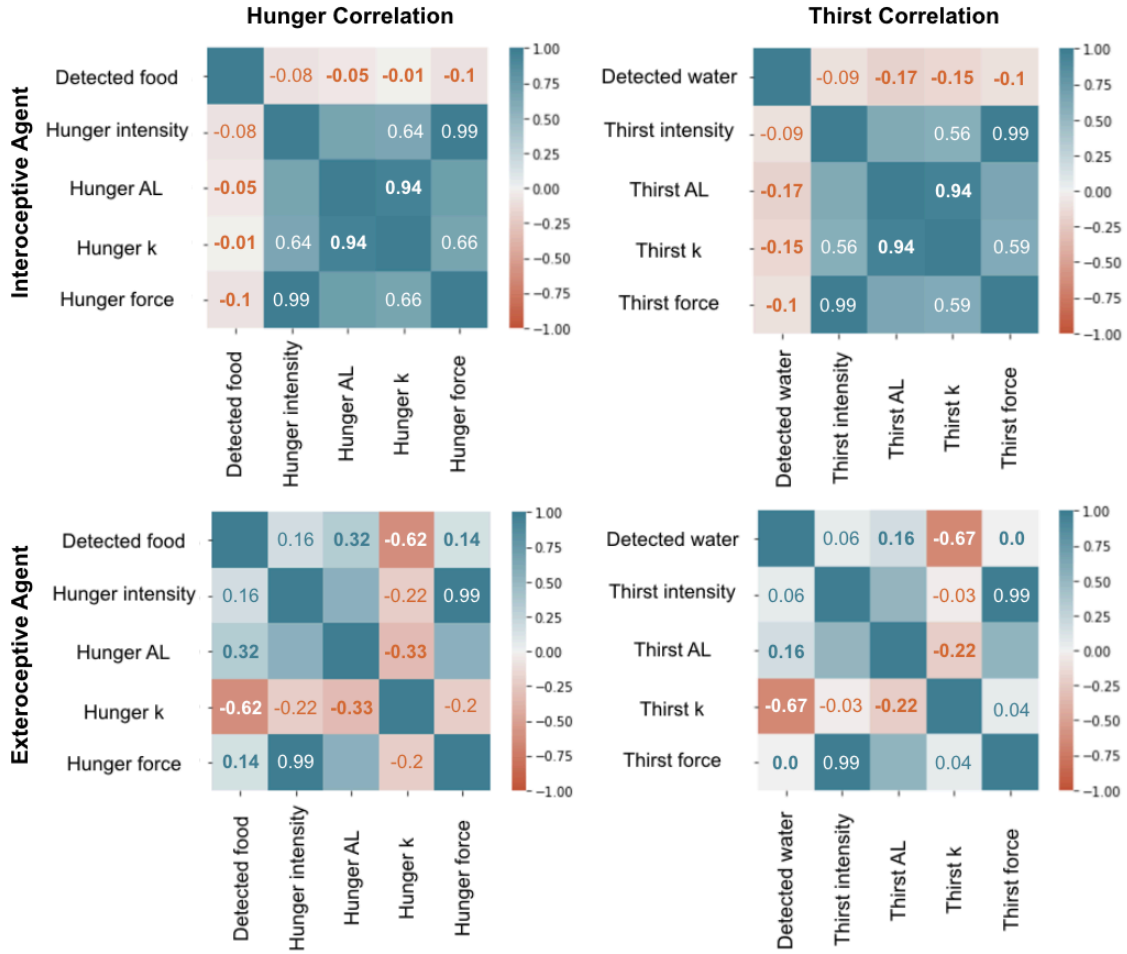 Hunger Correlation
Thirst Correlation
Interoceptive Agent
Detected food -0.08 -0.05 -0.01 -0.1
Hunger intensity -0.08 0.64 0.99
Hunger AL -0.05 0.94
Hunger k -0.01 0.64 0.94 0.66
Hunger force -0.1 0.99 0.66
Detected food Hunger intensity Hunger AL Hunger k Hunger force
1.00
0.75
0.50
0.25
0.00
−0.25
−0.50
−0.75
−1.00
Detected water -0.09 -0.17 -0.15 -0.1
Thirst intensity -0.09 0.56 0.99
Thirst AL -0.17 0.94
Thirst k -0.15 0.56 0.94 0.59
Thirst force -0.1 0.99 0.59
Detected water Thirst intensity Thirst AL Thirst k Thirst force
1.00
0.75
0.50
0.25
0.00
−0.25
−0.50
−0.75
−1.00
Exteroceptive Agent
Detected food 0.16 0.32 -0.62 0.14
Hunger intensity 0.16 -0.22 0.99
Hunger AL 0.32 -0.33
Hunger k -0.62 -0.22 -0.33 -0.2
Hunger force 0.14 0.99 -0.2
Detected food Hunger intensity Hunger AL Hunger k Hunger force
1.00
0.75
0.50
0.25
0.00
−0.25
−0.50
−0.75
−1.00
Detected water 0.06 0.16 -0.67 0.0
Thirst intensity 0.06 -0.03 0.99
Thirst AL 0.16 -0.22
Thirst k -0.67 -0.03 -0.22 0.04
Thirst force 0.0 0.99 0.04
Detected water Thirst intensity Thirst AL Thirst k Thirst force
1.00
0.75
0.50
0.25
0.00
−0.25
−0.50
−0.75
−1.00